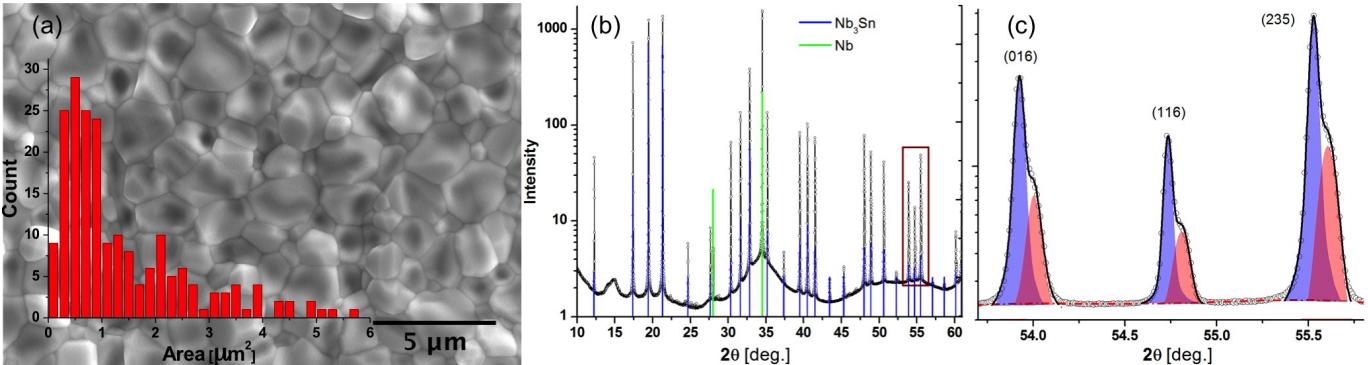 (a)
30
25
20
15
10
5
0
Count
0 1 2 3 4 5 6
Area [μm²]
5 μm
(b)
Nb₃Sn
Nb
1000
100
10
1
Intensity
10 15 20 25 30 35 40 45 50 55 60
2θ [deg.]
(c)
(016)
(116)
(235)
54.0 54.5 55.0 55.5
2θ [deg.]